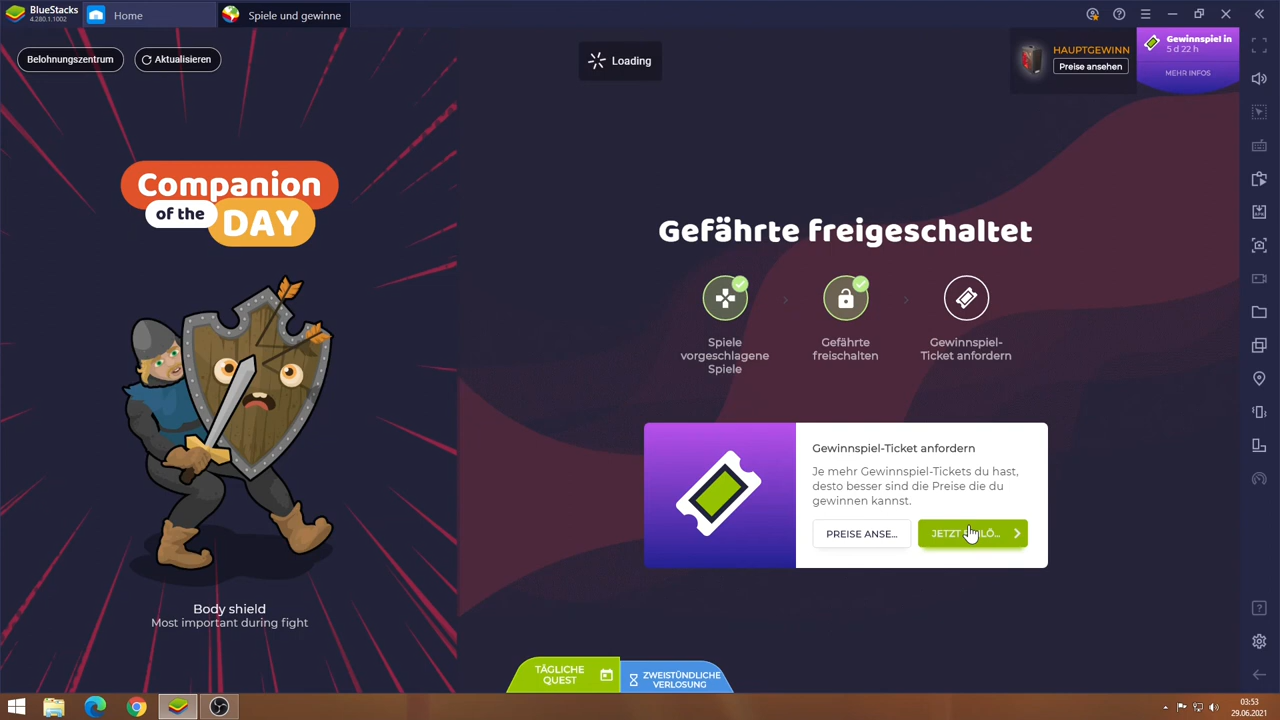 BlueStacks
4.280.1.1002
Home
Spiele und gewinne
Belohnungszentrum
Aktualisieren
Loading
HAUPTGEWINN
Preise ansehen
Gewinnspiel in
5 d 22 h
MEHR INFOS
Companion
of the
DAY
Body shield
Most important during fight
Gefährte freigeschaltet
Spiele
vorgeschlagene
Spiele
Gefährte
freischalten
Gewinnspiel-
Ticket anfordern
Gewinnspiel-Ticket anfordern
Je mehr Gewinnspiel-Tickets du hast,
desto besser sind die Preise die du
gewinnen kannst.
PREISE ANSE...
JETZT
TÄGLICHE
QUEST
ZWEISTÜNDLICHE
VERLOSUNG
03:53
29.06.2021